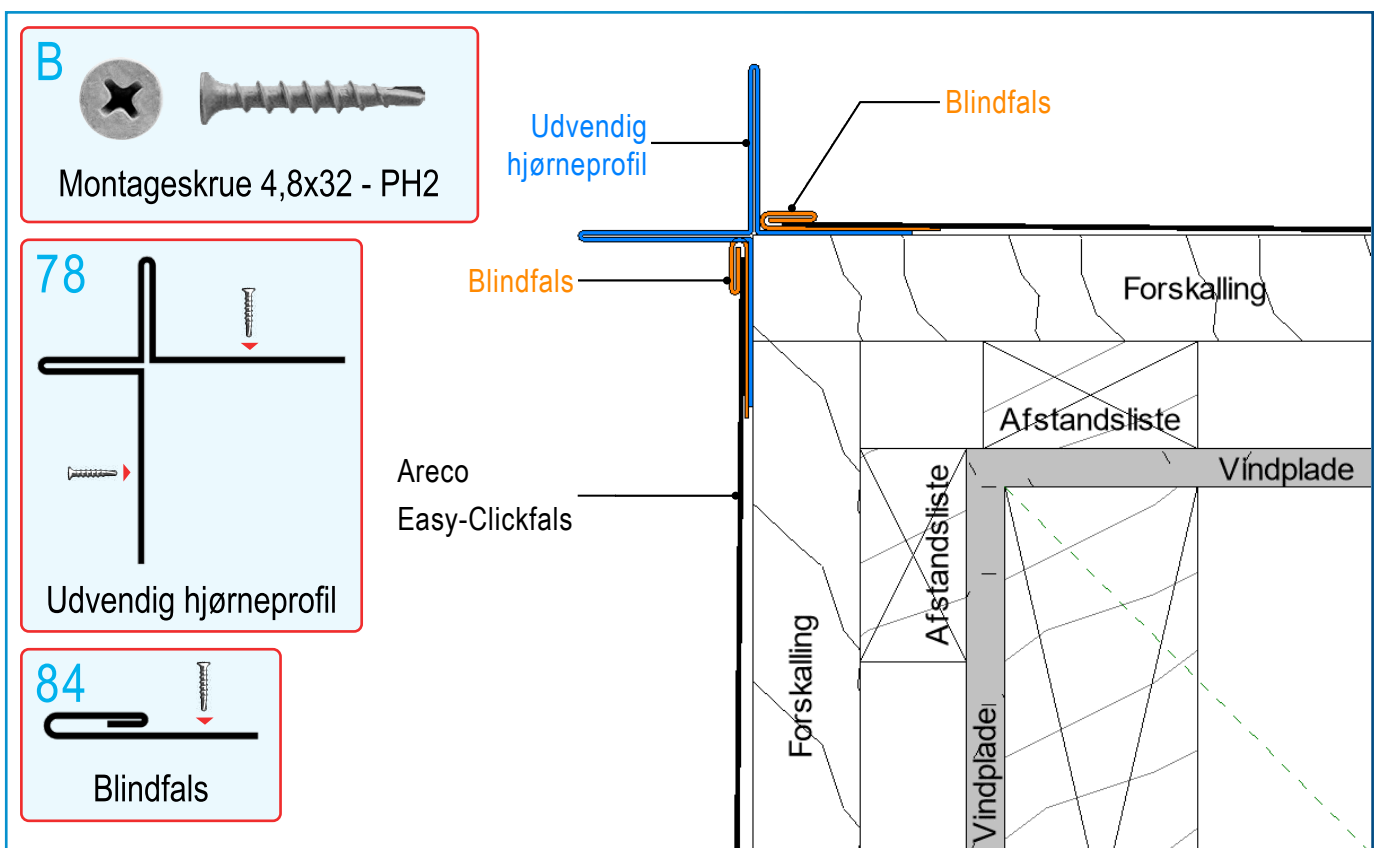 B
Montageskrue 4,8x32 - PH2
78
Udvendig hjørneprofil
84
Blindfals
Udvendig
hjørneprofil
Blindfals
Blindfals
Areco
Easy-Clickfals
Forskalling
Afstandsliste
Vindplade
Afstandsliste
Forskalling
Vindplade